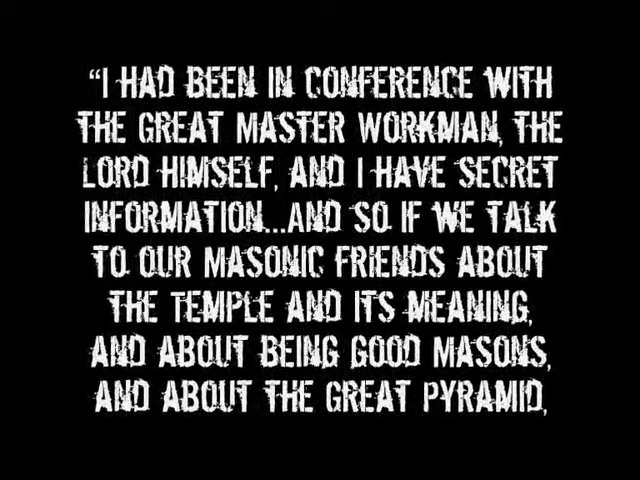 “I HAD BEEN IN CONFERENCE WITH
THE GREAT MASTER WORKMAN, THE
LORD HIMSELF, AND I HAVE SECRET
INFORMATION...AND SO IF WE TALK
TO OUR MASONIC FRIENDS ABOUT
THE TEMPLE AND ITS MEANING,
AND ABOUT BEING GOOD MASONS,
AND ABOUT THE GREAT PYRAMID,